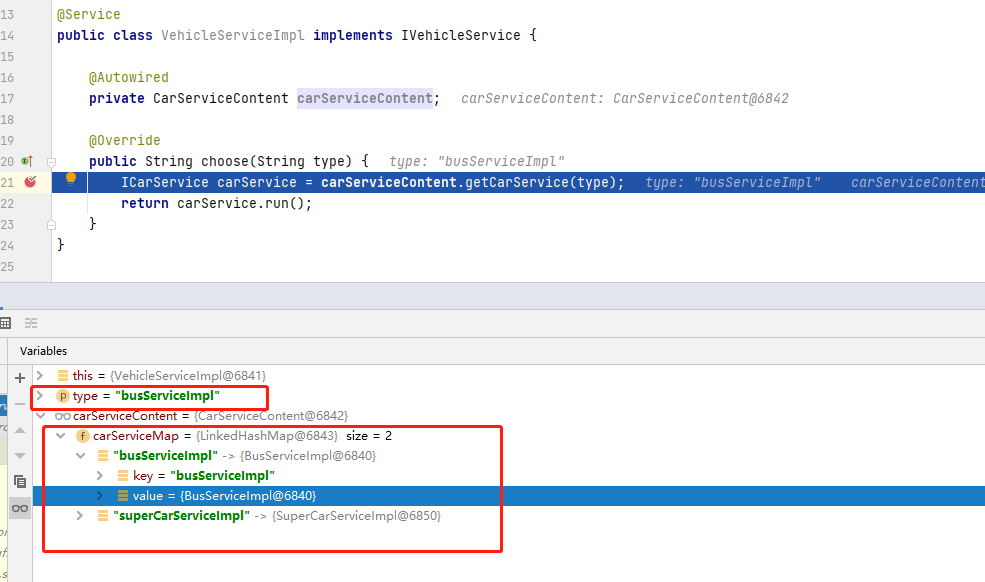 13 @Service
14 public class VehicleServiceImpl implements IVehicleService {
15
16 @Autowired
17 private CarServiceContent carServiceContent; carServiceContent: CarServiceContent@6842
18
19 @Override
20 public String choose(String type) { type: "busServiceImpl"
21 ICarService carService = carServiceContent.getCarService(type); type: "busServiceImpl" carServiceContent
22 return carService.run();
23 }
24 }
25
Variables
this = {VehicleServiceImpl@6841}
p type = "busServiceImpl"
carServiceContent = {CarServiceContent@6842}
f carServiceMap = {LinkedHashMap@6843} size = 2
"busServiceImpl" -> {BusServiceImpl@6840}
key = "busServiceImpl"
value = {BusServiceImpl@6840}
"superCarServiceImpl" -> {SuperCarServiceImpl@6850}